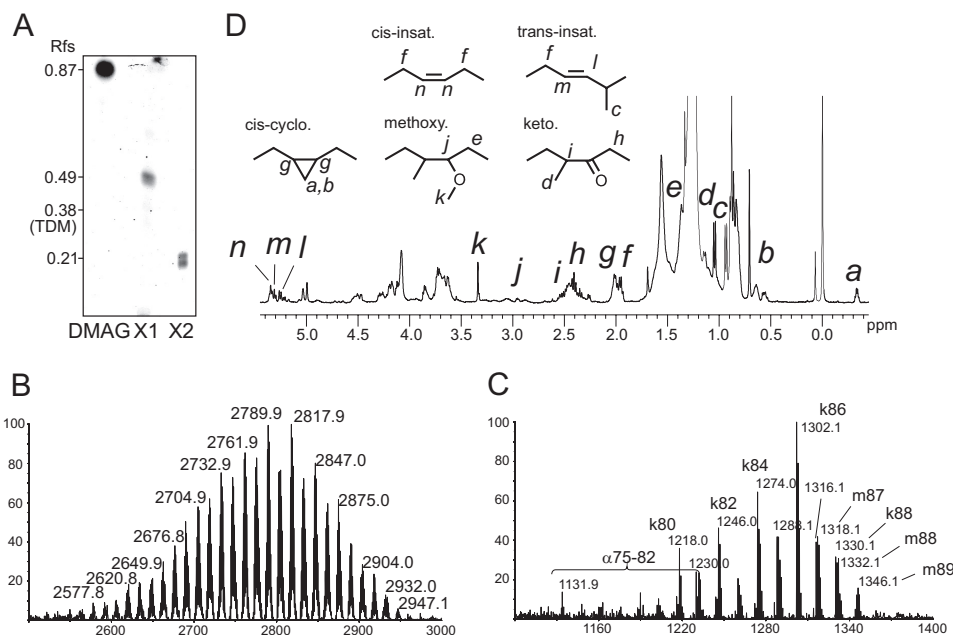 A
Rfs
0.87
0.49
0.38
(TDM)
0.21
DMAG X1 X2
D
cis-insat.
f f
n n
trans-insat.
f l
m
c
cis-cyclo.
g g
a,b
methoxy.
j e
O
k
keto.
i h
d O
n m l k j i h g f e d c b a
5.0 4.5 4.0 3.5 3.0 2.5 2.0 1.5 1.0 0.5 0.0
ppm
B
100
80
60
40
20
2577.8
2620.8
2649.9
2676.8
2704.9
2732.9
2761.9
2789.9
2817.9
2847.0
2875.0
2904.0
2932.0
2947.1
2600 2700 2800 2900 3000
C
100
80
60
40
20
α75-82
1131.9
k80
1218.0
1230.0
k82
1246.0
k84
1274.0
1288.1
k86
1302.1
1316.1
m87
1318.1
k88
1330.1
m88
1332.1
1346.1
m89
1160 1220 1280 1340 1400